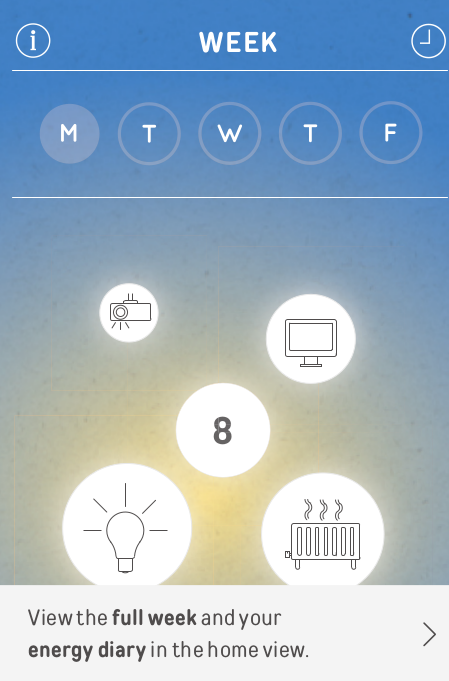 i
WEEK
M T W T F
8
View the full week and your
energy diary in the home view.